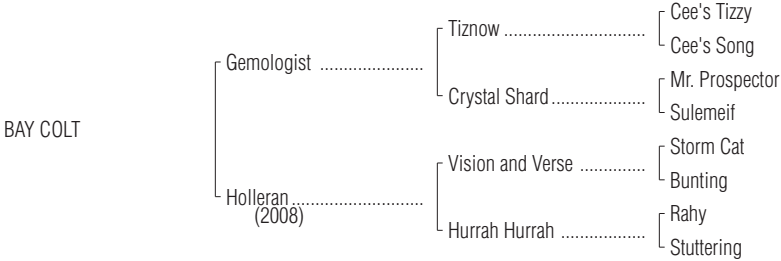 Cee's Tizzy
Tiznow ..............................
Cee's Song
Gemologist ......................
Mr. Prospector
Crystal Shard....................
Sulemeif
BAY COLT
Storm Cat
Vision and Verse ..............
Bunting
Holleran............................
(2008)
Rahy
Hurrah Hurrah ..................
Stuttering